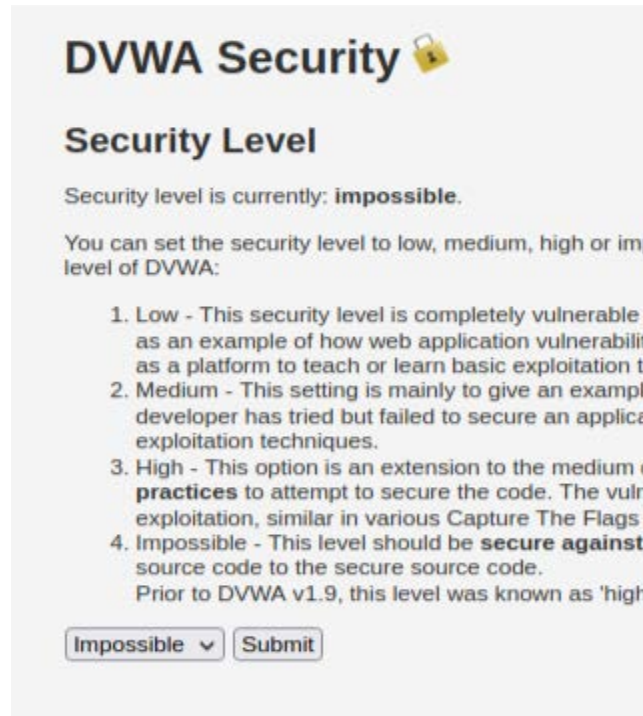 DVWA Security
Security Level
Security level is currently: impossible.
You can set the security level to low, medium, high or im
level of DVWA:
1. Low - This security level is completely vulnerable
as an example of how web application vulnerabili
as a platform to teach or learn basic exploitation t
2. Medium - This setting is mainly to give an exampl
developer has tried but failed to secure an applica
exploitation techniques.
3. High - This option is an extension to the medium
practices to attempt to secure the code. The vuln
exploitation, similar in various Capture The Flags
4. Impossible - This level should be secure against
source code to the secure source code.
Prior to DVWA v1.9, this level was known as 'high
Impossible Submit